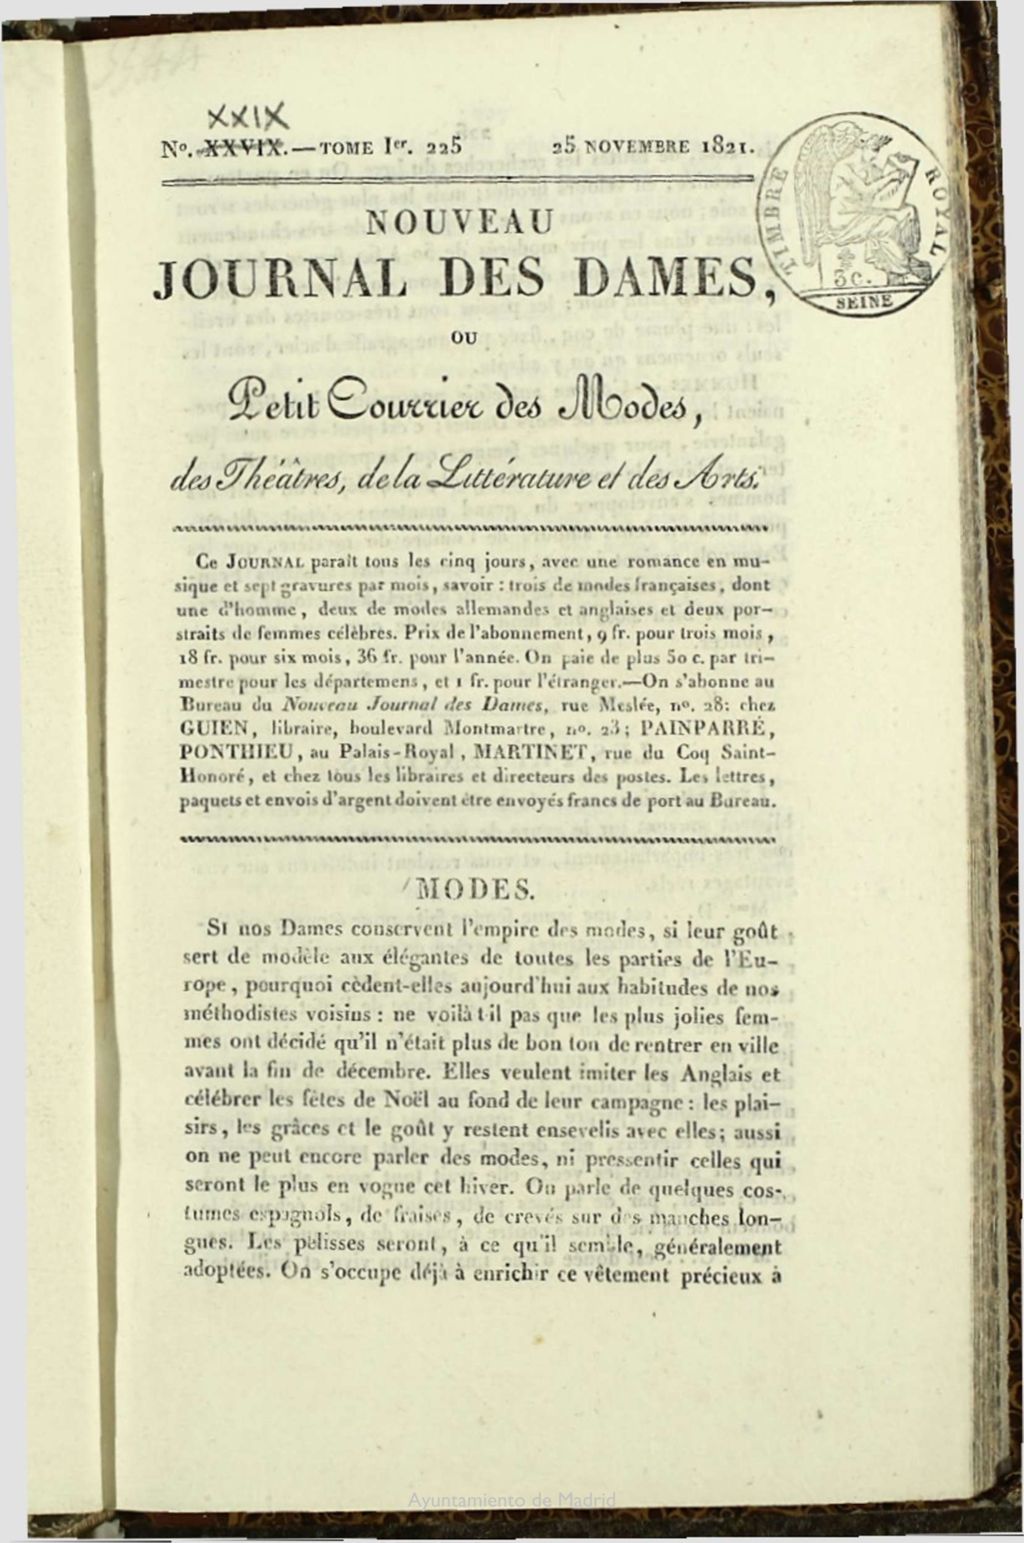 XXIX
No. XXVIX.—TOME Ier. 225 25 NOVEMBRE 1821.
TIMBRE ROYAL
3c.
SEINE
NOUVEAU
JOURNAL DES DAMES,
OU
Petit Courrier des Modes,
des Théâtres, de la Littérature et des Arts.
Ce JOURNAL paraît tous les cinq jours, avec une romance en mu-
sique et sept gravures par mois, savoir : trois de modes françaises, dont
une d'homme, deux de modes allemandes et anglaises et deux por-
straits de femmes célèbres. Prix de l'abonnement, 9 fr. pour trois mois,
18 fr. pour six mois, 36 fr. pour l'année. On paie de plus 50 c. par tri-
mestre pour les départemens, et 1 fr. pour l'étranger.—On s'abonne au
Bureau du Nouveau Journal des Dames, rue Meslée, no. 28; chez
GUIEN, libraire, boulevard Montmartre, no. 23; PAINPARRÉ,
PONTHIEU, au Palais-Royal, MARTINET, rue du Coq Saint-
Honoré, et chez tous les libraires et directeurs des postes. Les lettres,
paquets et envois d'argent doivent être envoyés francs de port au Bureau.
MODES.
SI nos Dames conservent l'empire des modes, si leur goût
sert de modèle aux élégantes de toutes les parties de l'Eu-
rope, pourquoi cèdent-elles aujourd'hui aux habitudes de nos
méthodistes voisins : ne voilà t il pas que les plus jolies fem-
mes ont décidé qu'il n'était plus de bon ton de rentrer en ville
avant la fin de décembre. Elles veulent imiter les Anglais et
célébrer les fêtes de Noël au fond de leur campagne : les plai-
sirs, les grâces et le goût y restent ensevelis avec elles; aussi
on ne peut encore parler des modes, ni pressentir celles qui
seront le plus en vogue cet hiver. On parle de quelques cos-
tumes espagnols, de fraises, de crevés sur des manches lon-
gues. Les pelisses seront, à ce qu'il semble, généralement
adoptées. On s'occupe déjà à enrichir ce vêtement précieux à
Ayuntamiento de Madrid